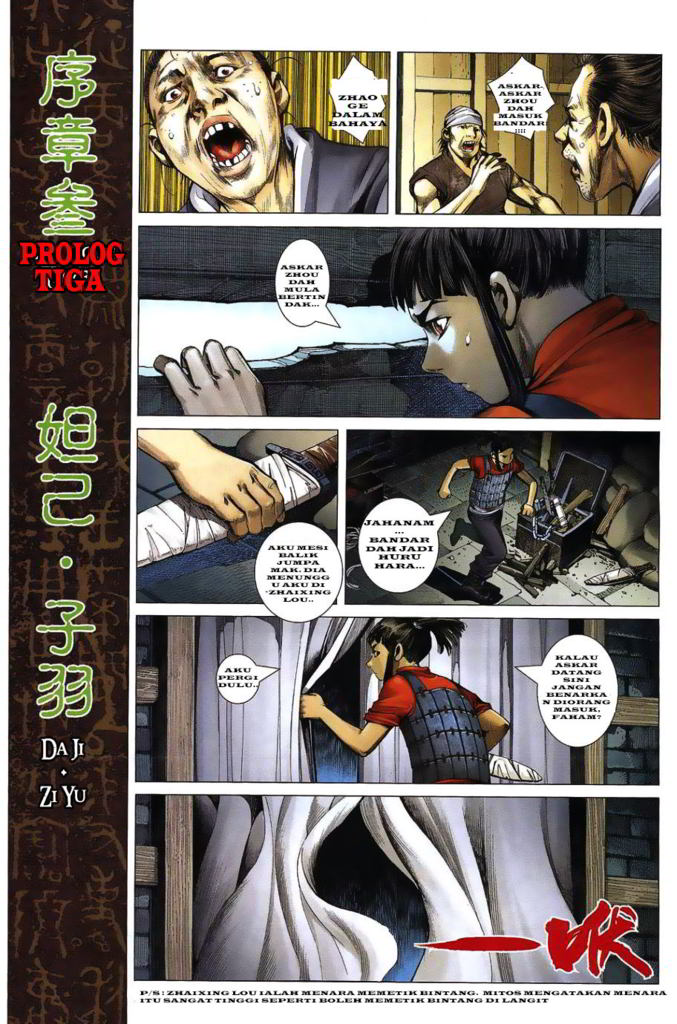 序章叁
PROLOG
TIGA
妲己・子羽
DA JI
·
ZI YU
ZHAO
GE
DALAM
BAHAYA
ASKAR-
ASKAR
ZHOU
DAH
MASUK
BANDAR
!!!!
ASKAR
ZHOU
DAH
MULA
BERTIN
DAK...
AKU MESI
BALIK
JUMPA
MAK. DIA
MENUNGG
U AKU DI
ZHAIXING
LOU..
JAHANAM
...
BANDAR
DAH JADI
HURU
HARA...
AKU
PERGI
DULU..
KALAU
ASKAR
DATANG
SINI
JANGAN
BENARKA
N DIORANG
MASUK,
FAHAM?
P/S: ZHAIXING LOU IALAH MENARA MEMETIK BINTANG. MITOS MENGATAKAN MENARA
ITU SANGAT TINGGI SEPERTI BOLEH MEMETIK BINTANG DI LANGIT